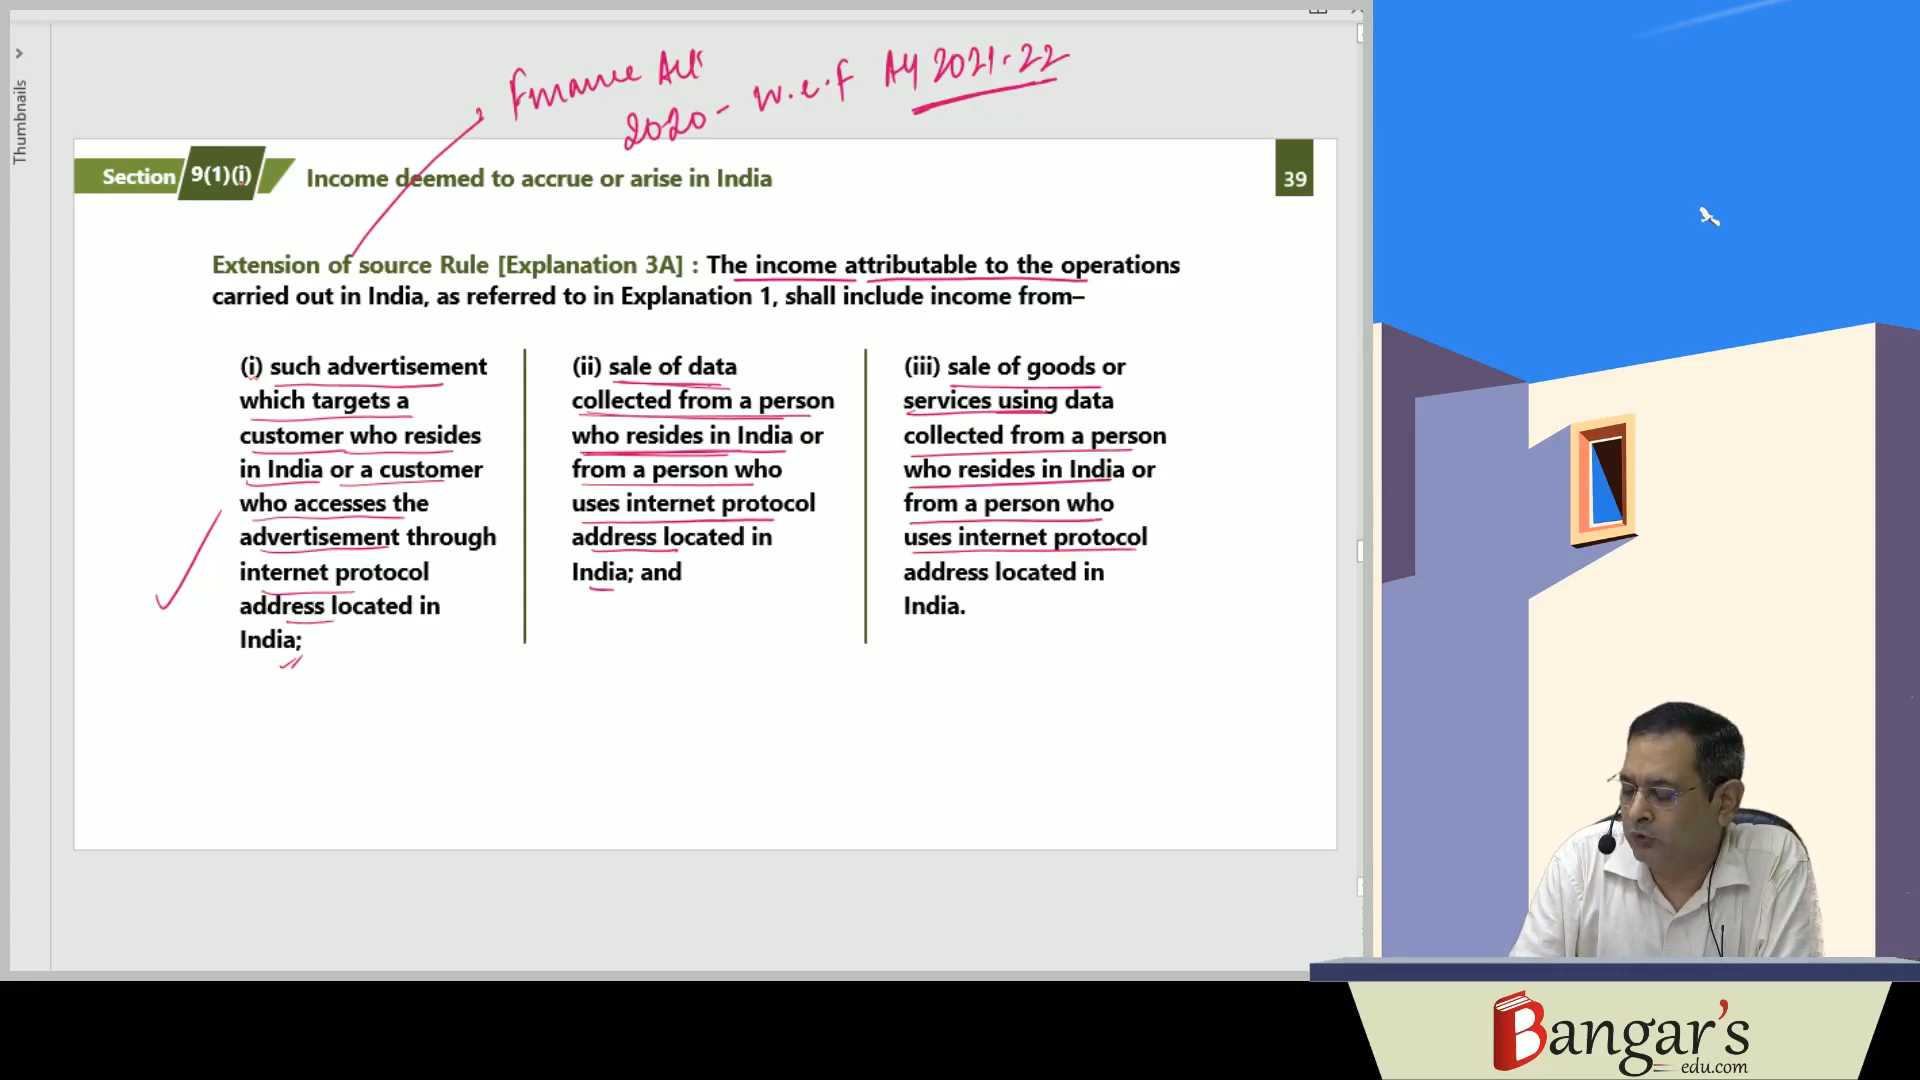 Finance Act
2020 - w.e.f AY 2021-22
Thumbnails
Section 9(1)(i) Income deemed to accrue or arise in India
39
Extension of source Rule [Explanation 3A] : The income attributable to the operations
carried out in India, as referred to in Explanation 1, shall include income from–
(i) such advertisement
which targets a
customer who resides
in India or a customer
who accesses the
advertisement through
internet protocol
address located in
India;
(ii) sale of data
collected from a person
who resides in India or
from a person who
uses internet protocol
address located in
India; and
(iii) sale of goods or
services using data
collected from a person
who resides in India or
from a person who
uses internet protocol
address located in
India.
Bangar's
edu.com